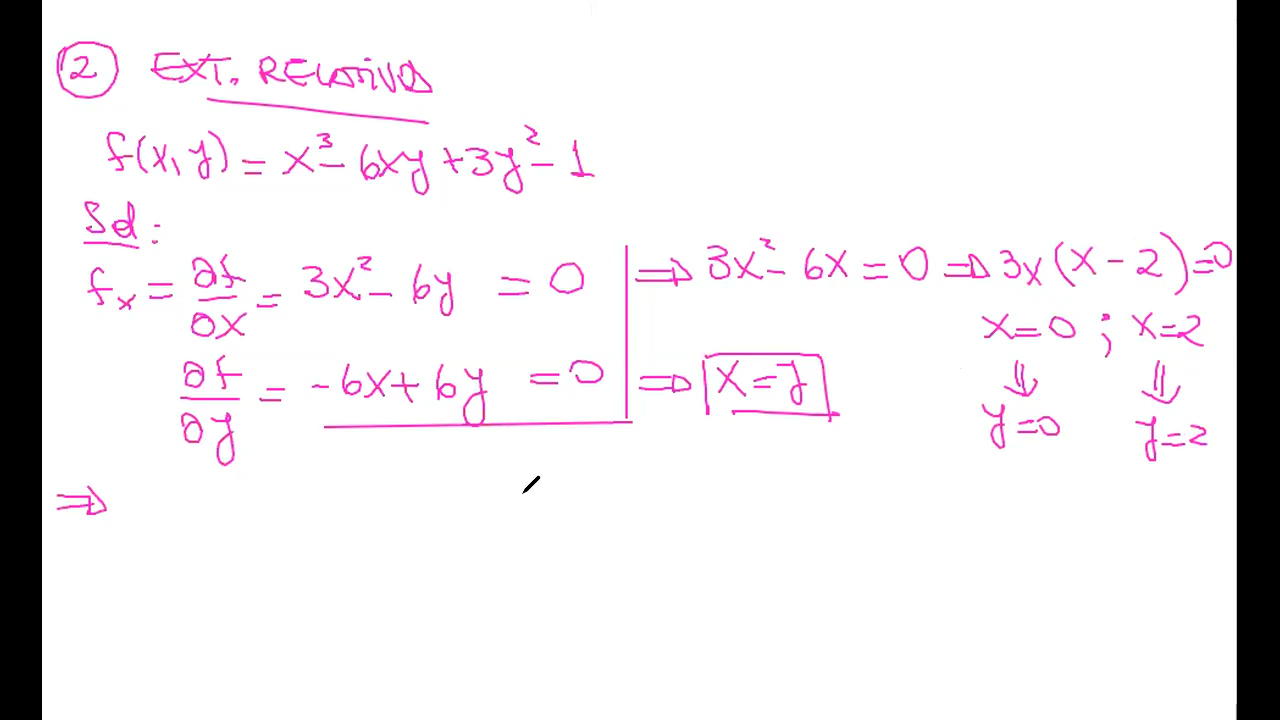 ② EXT. RELATIVOS
f(x,y) = x³ - 6xy + 3y² - 1
Sol:
fₓ = ∂f/∂x = 3x² - 6y = 0 ⇒ 3x² - 6x = 0 ⇒ 3x(x - 2) = 0
x = 0 ; x = 2
⇓ ⇓
∂f/∂y = -6x + 6y = 0 ⇒ x = y
y = 0 y = 2
⇒